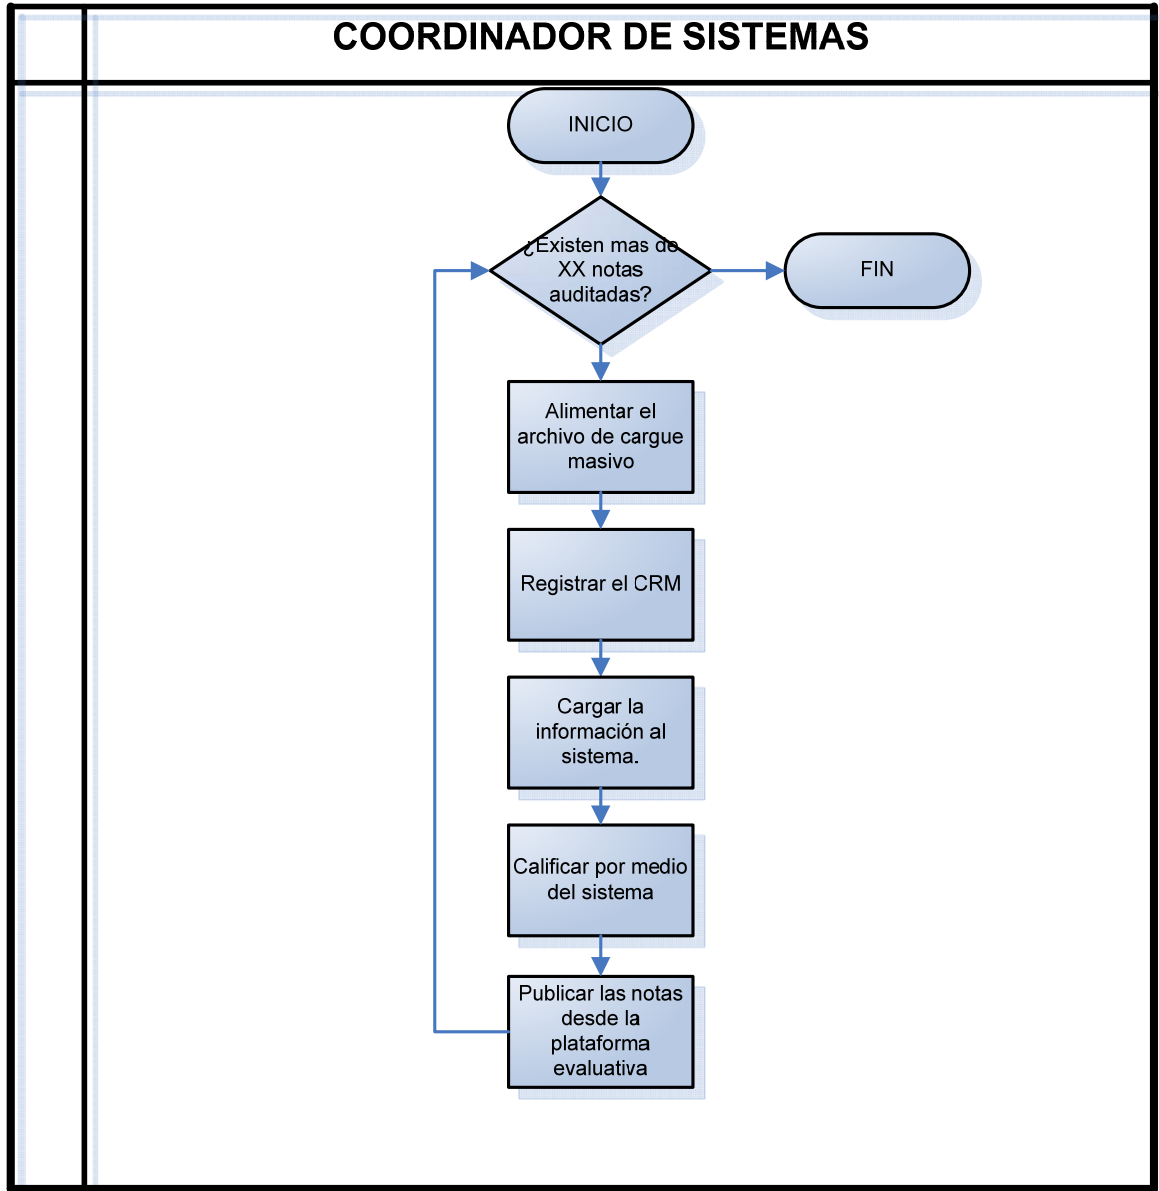 COORDINADOR DE SISTEMAS
INICIO
¿Existen mas de
XX notas
auditadas?
FIN
Alimentar el
archivo de cargue
masivo
Registrar el CRM
Cargar la
información al
sistema.
Calificar por medio
del sistema
Publicar las notas
desde la
plataforma
evaluativa